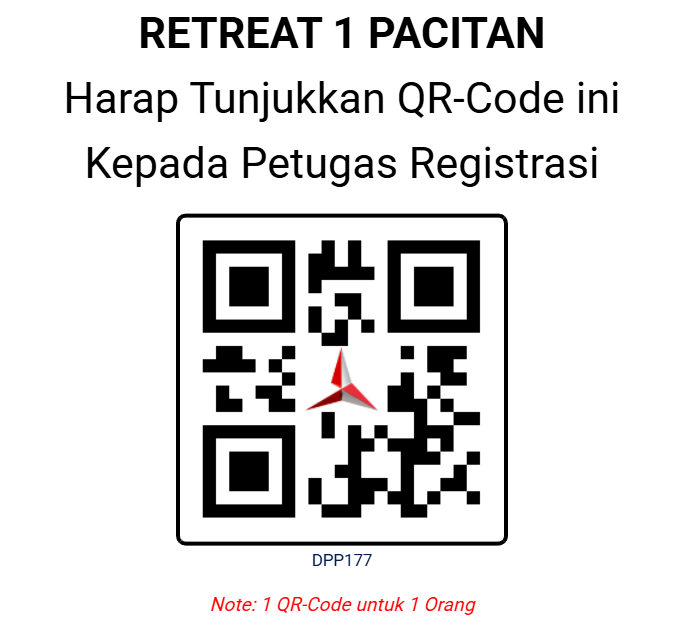 RETREAT 1 PACITAN
Harap Tunjukkan QR-Code ini
Kepada Petugas Registrasi
DPP177
Note: 1 QR-Code untuk 1 Orang